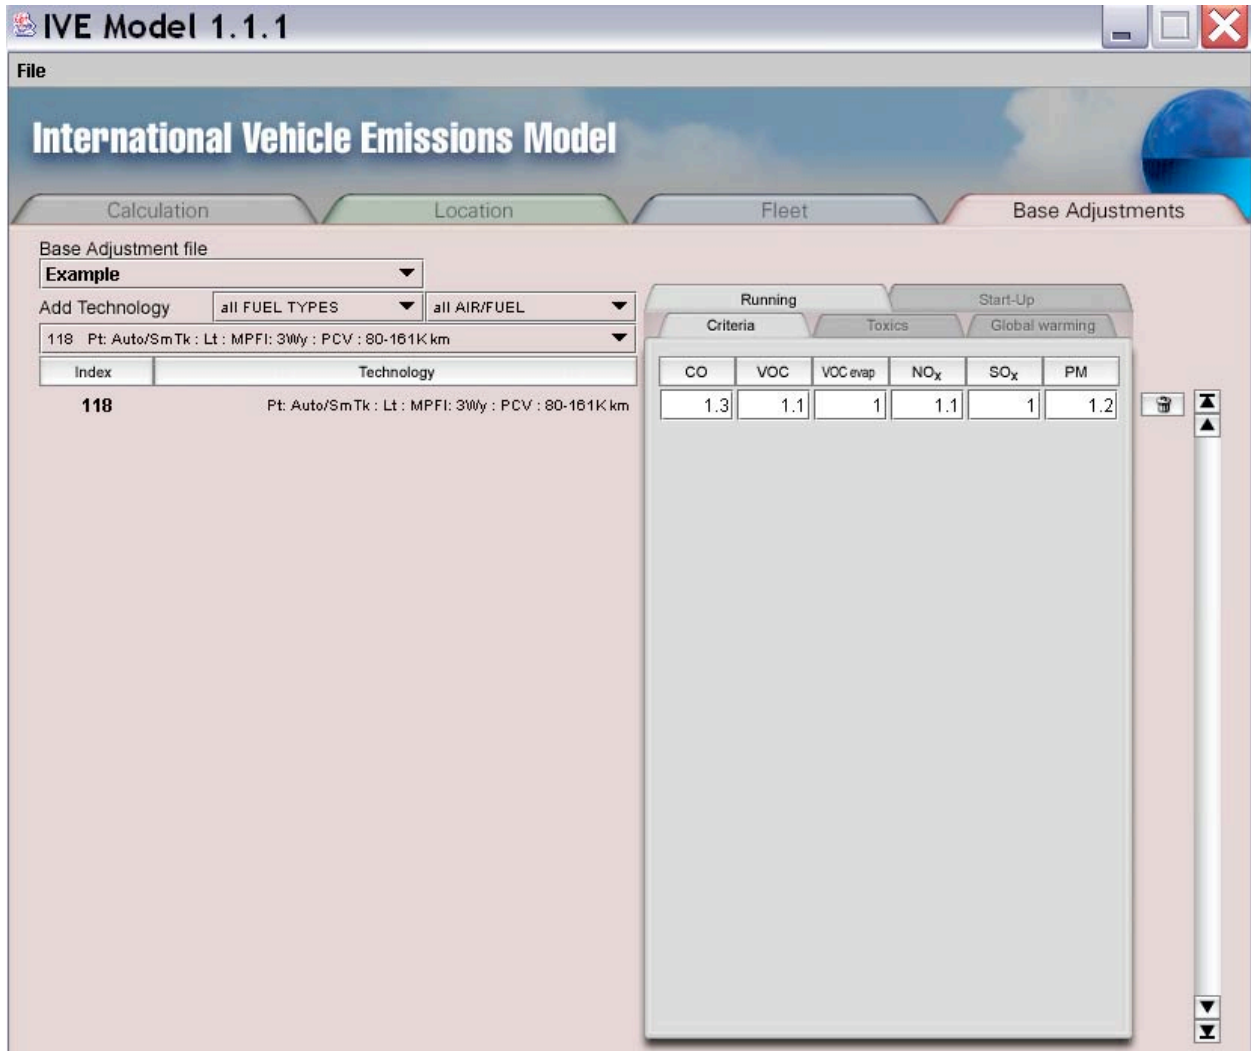 IVE Model 1.1.1
File
International Vehicle Emissions Model
Calculation Location Fleet Base Adjustments
Base Adjustment file
Example
Add Technology all FUEL TYPES all AIR/FUEL
118 Pt: Auto/SmTk : Lt : MPFI: 3Wy : PCV : 80-161K km
Index Technology
118 Pt: Auto/SmTk : Lt : MPFI: 3Wy : PCV : 80-161K km
Running Start-Up
Criteria Toxics Global warming
CO VOC VOC evap NOx SOx PM
1.3 1.1 1 1.1 1 1.2